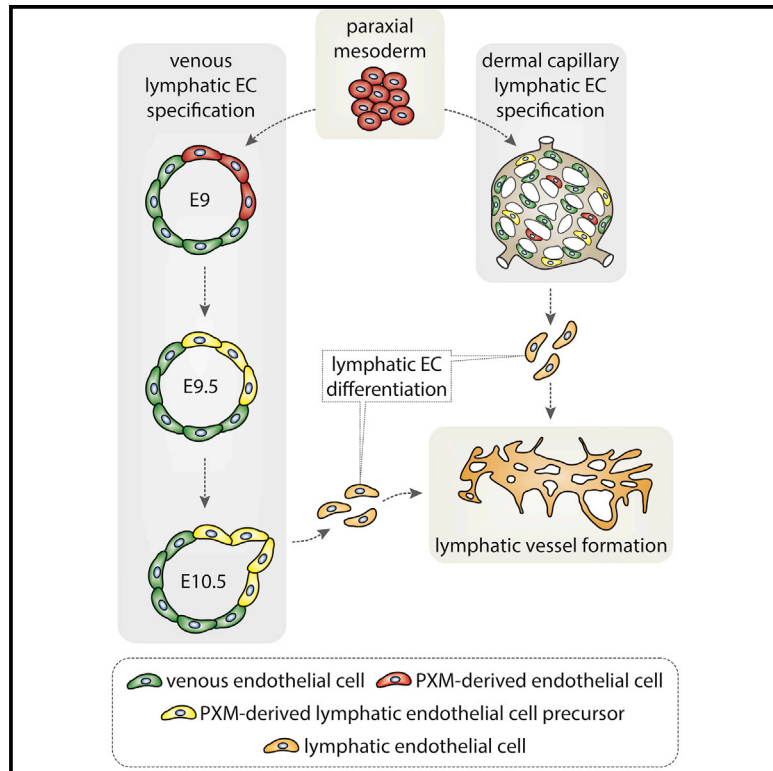 paraxial
mesoderm
venous
lymphatic EC
specification
dermal capillary
lymphatic EC
specification
E9
E9.5
E10.5
lymphatic EC
differentiation
lymphatic vessel formation
venous endothelial cell PXM-derived endothelial cell
PXM-derived lymphatic endothelial cell precursor
lymphatic endothelial cell